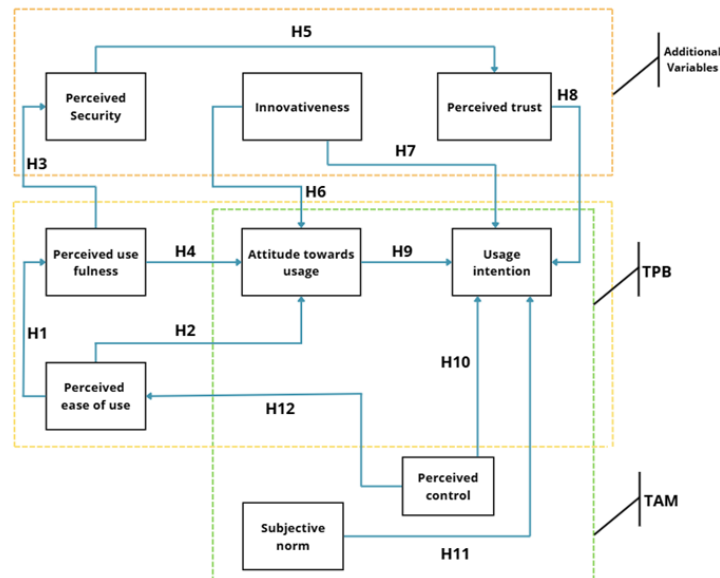 H5
Additional
Variables
Perceived
Security
Innovativeness
Perceived trust
H8
H7
H3
H6
Perceived use
fulness
H4
Attitude towards
usage
H9
Usage
intention
TPB
H1
H2
H10
Perceived
ease of use
H12
Perceived
control
TAM
Subjective
norm
H11